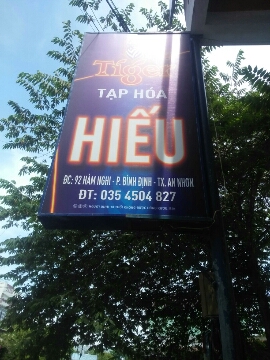 Tiger
TẠP HÓA
HIẾU
ĐC: 92 HÀM NGHI - P. BÌNH ĐỊNH - TX. AN NHƠN
ĐT: 035 4504 827